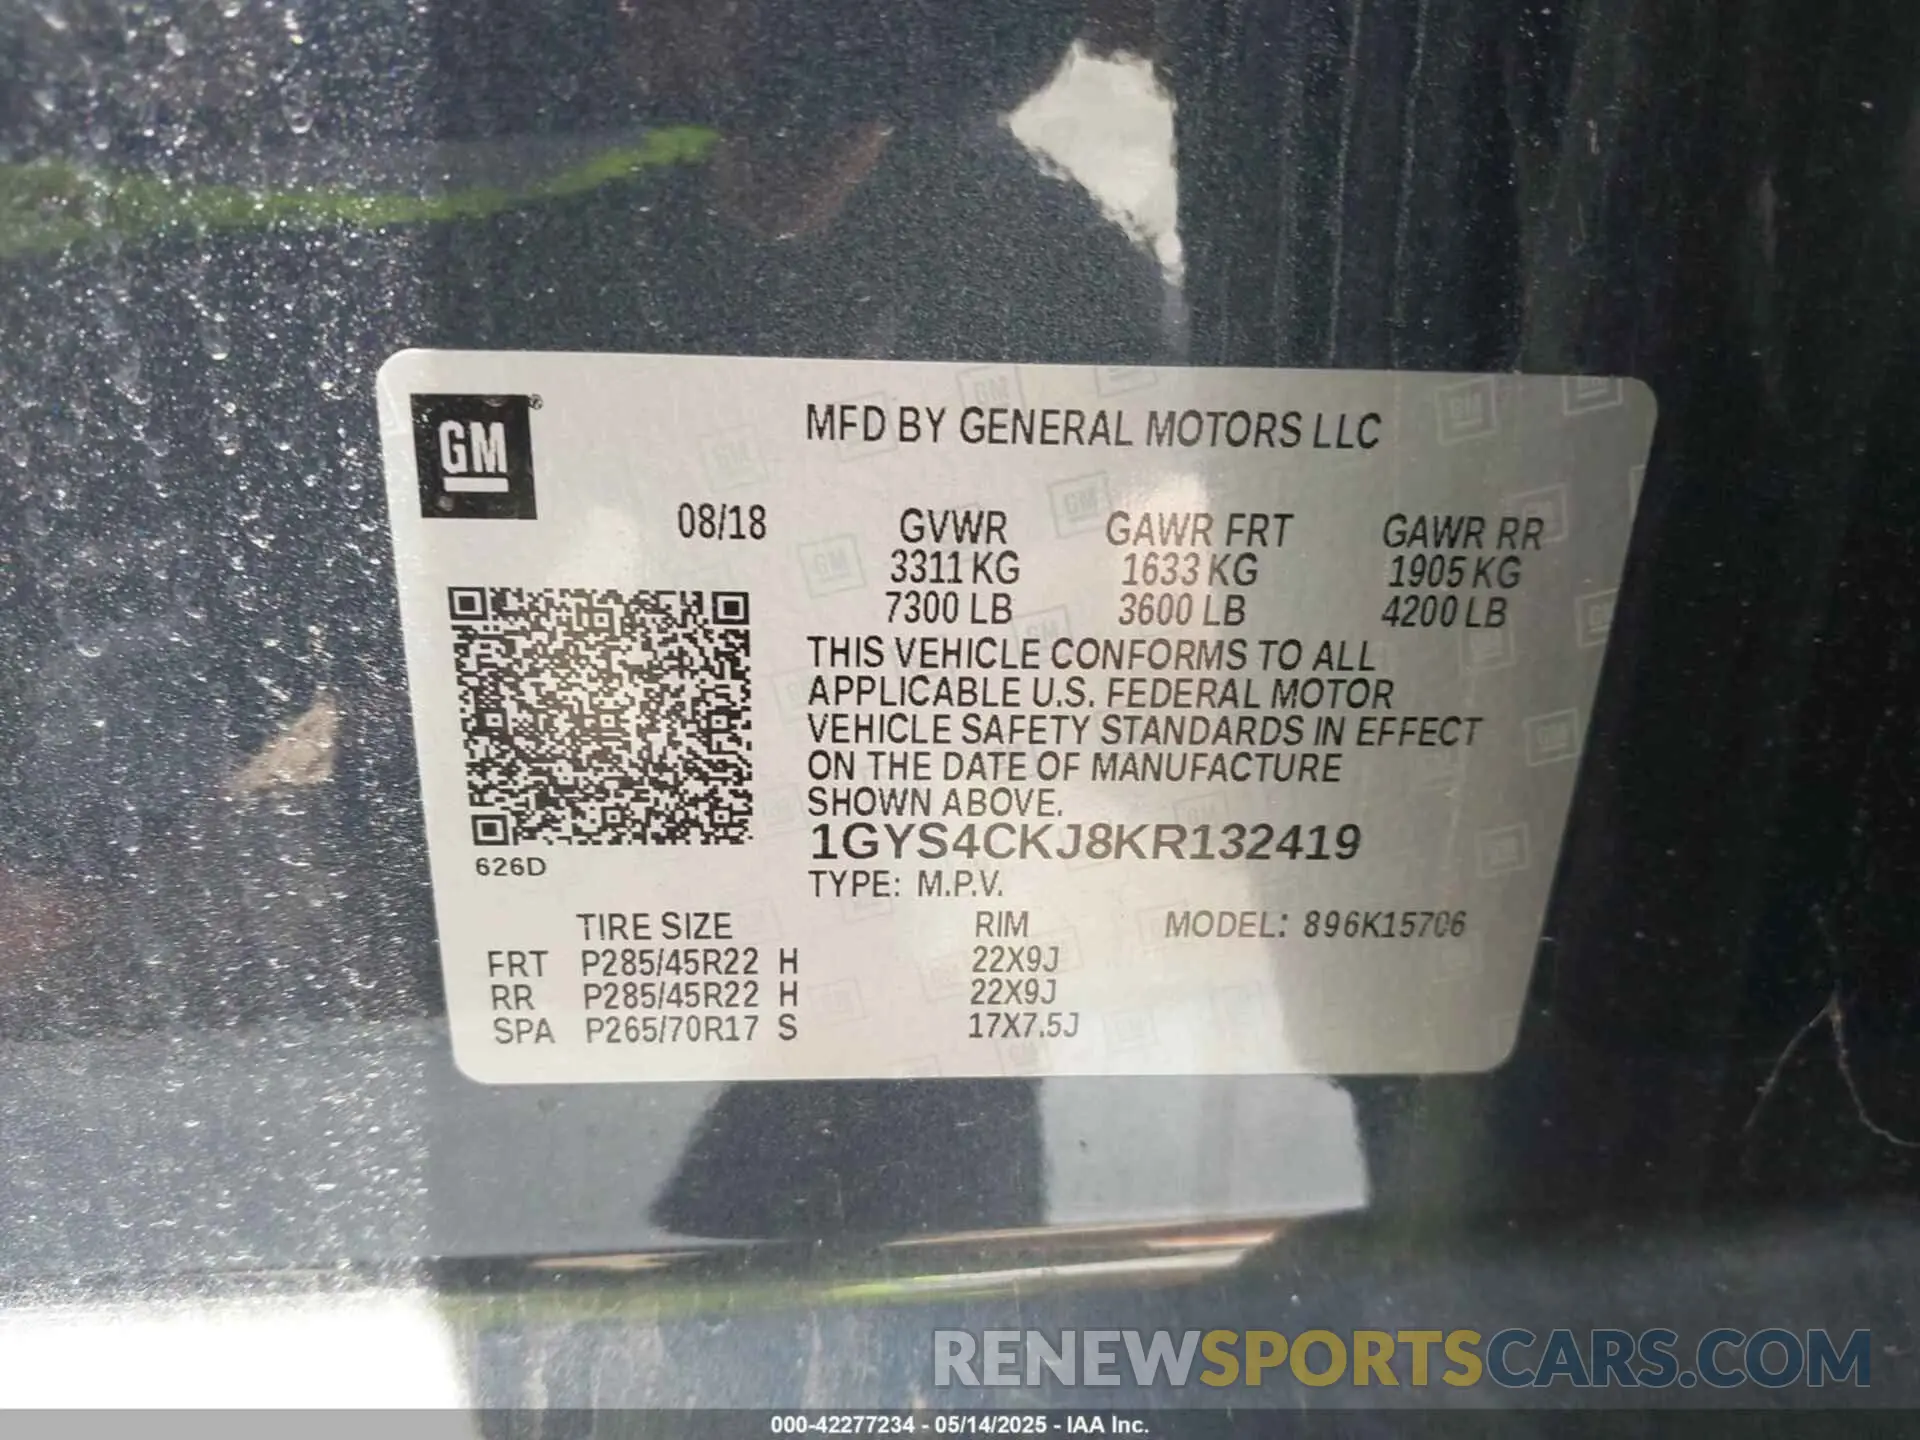 GM®
MFD BY GENERAL MOTORS LLC
08/18 GVWR GAWR FRT GAWR RR
3311 KG 1633 KG 1905 KG
7300 LB 3600 LB 4200 LB
THIS VEHICLE CONFORMS TO ALL
APPLICABLE U.S. FEDERAL MOTOR
VEHICLE SAFETY STANDARDS IN EFFECT
ON THE DATE OF MANUFACTURE
SHOWN ABOVE.
1GYS4CKJ8KR132419
626D
TYPE: M.P.V.
TIRE SIZE RIM MODEL: 896K15706
FRT P285/45R22 H 22X9J
RR P285/45R22 H 22X9J
SPA P265/70R17 S 17X7.5J
RENEWSPORTSCARS.COM
000-42277234 - 05/14/2025 - IAA Inc.